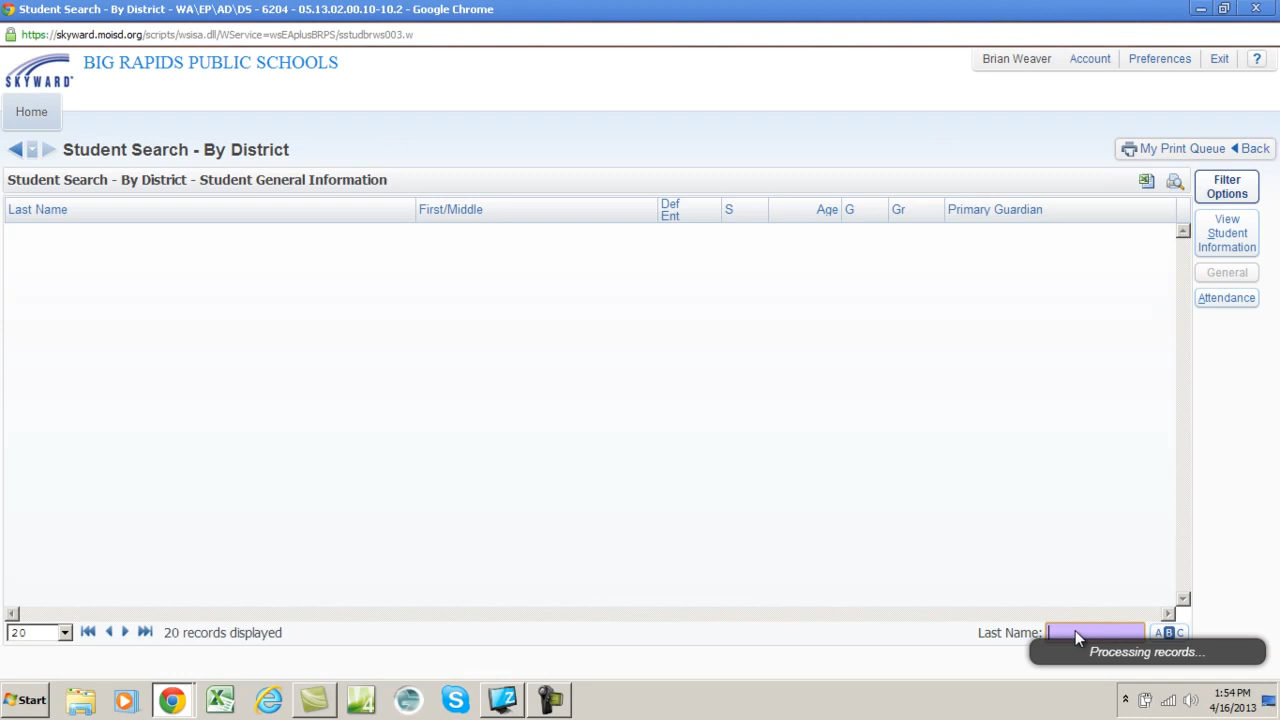 Student Search - By District - WA\EP\AD\DS - 6204 - 05.13.02.00.10-10.2 - Google Chrome
https://skyward.moisd.org/scripts/wsisa.dll/WService=wsEAplusBRPS/sstudbrws003.w
SKYWARD BIG RAPIDS PUBLIC SCHOOLS Brian Weaver Account Preferences Exit ?
Home
Student Search - By District My Print Queue Back
Student Search - By District - Student General Information
Filter Options
Last Name First/Middle Def Ent S Age G Gr Primary Guardian
View Student Information
General
Attendance
20 20 records displayed Last Name: A B C
Processing records...
Start 1:54 PM
4/16/2013